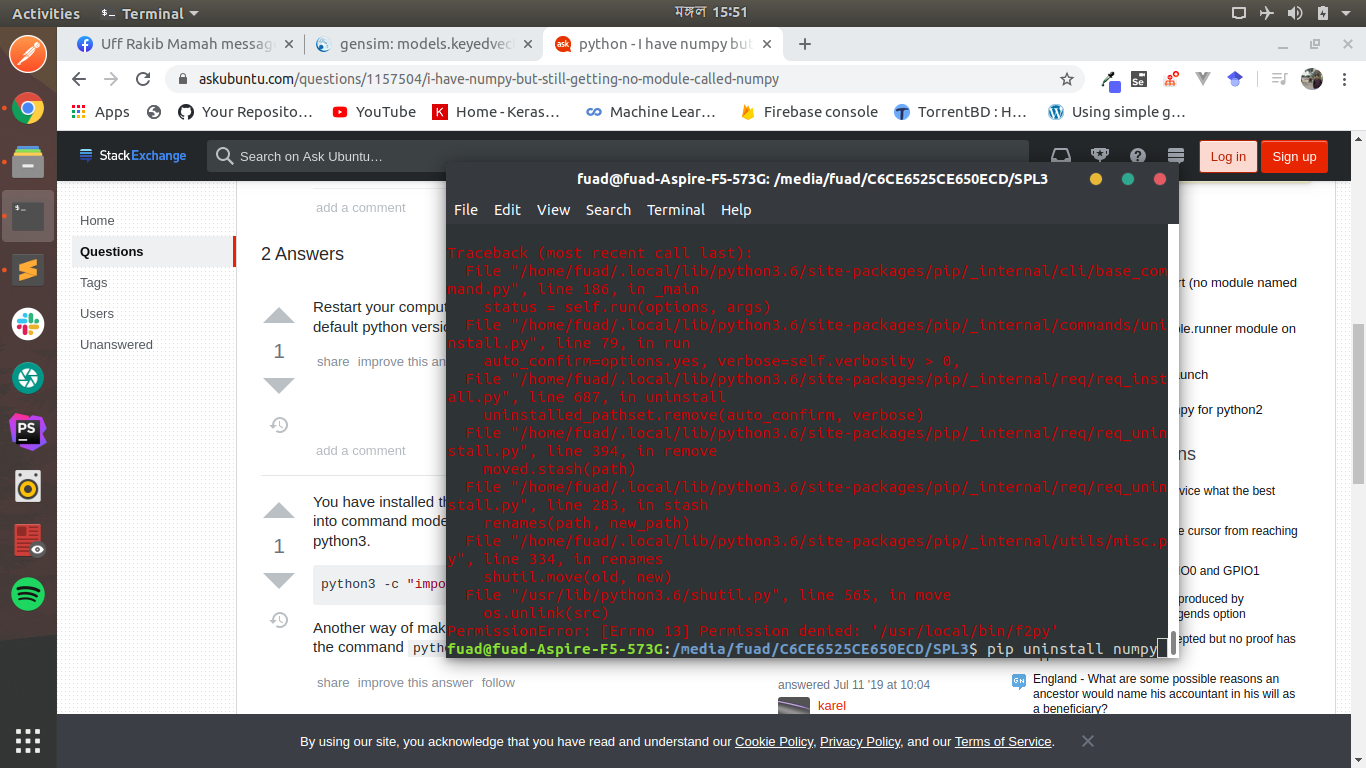 Activities
Terminal
মঙ্গল 15:51
Uff Rakib Mamah messag
gensim: models.keyedvec
python - I have numpy bu
askubuntu.com/questions/1157504/i-have-numpy-but-still-getting-no-module-called-numpy
Apps
Your Reposito…
YouTube
Home - Keras…
Machine Lear…
Firebase console
TorrentBD : H…
Using simple g…
StackExchange
Search on Ask Ubuntu…
Log in
Sign up
Home
Questions
Tags
Users
Unanswered
add a comment
2 Answers
1
Restart your comput
default python versio
share improve this an
add a comment
1
You have installed th
into command mode
python3.
python3 -c "impo
Another way of mak
the command pytho
share improve this answer follow
answered Jul 11 '19 at 10:04
karel
fuad@fuad-Aspire-F5-573G: /media/fuad/C6CE6525CE650ECD/SPL3
File Edit View Search Terminal Help
Traceback (most recent call last):
File "/home/fuad/.local/lib/python3.6/site-packages/pip/_internal/cli/base_com
mand.py", line 186, in _main
status = self.run(options, args)
File "/home/fuad/.local/lib/python3.6/site-packages/pip/_internal/commands/uni
nstall.py", line 79, in run
auto_confirm=options.yes, verbose=self.verbosity > 0,
File "/home/fuad/.local/lib/python3.6/site-packages/pip/_internal/req/req_inst
all.py", line 687, in uninstall
uninstalled_pathset.remove(auto_confirm, verbose)
File "/home/fuad/.local/lib/python3.6/site-packages/pip/_internal/req/req_unin
stall.py", line 394, in remove
moved.stash(path)
File "/home/fuad/.local/lib/python3.6/site-packages/pip/_internal/req/req_unin
stall.py", line 283, in stash
renames(path, new_path)
File "/home/fuad/.local/lib/python3.6/site-packages/pip/_internal/utils/misc.p
y", line 334, in renames
shutil.move(old, new)
File "/usr/lib/python3.6/shutil.py", line 565, in move
os.unlink(src)
PermissionError: [Errno 13] Permission denied: '/usr/local/bin/f2py'
fuad@fuad-Aspire-F5-573G:/media/fuad/C6CE6525CE650ECD/SPL3$ pip uninstall numpy
rt (no module named
le.runner module on
unch
py for python2
ns
vice what the best
e cursor from reaching
IO0 and GPIO1
produced by
gends option
epted but no proof has
England - What are some possible reasons an
ancestor would name his accountant in his will as
a beneficiary?
By using our site, you acknowledge that you have read and understand our Cookie Policy, Privacy Policy, and our Terms of Service.